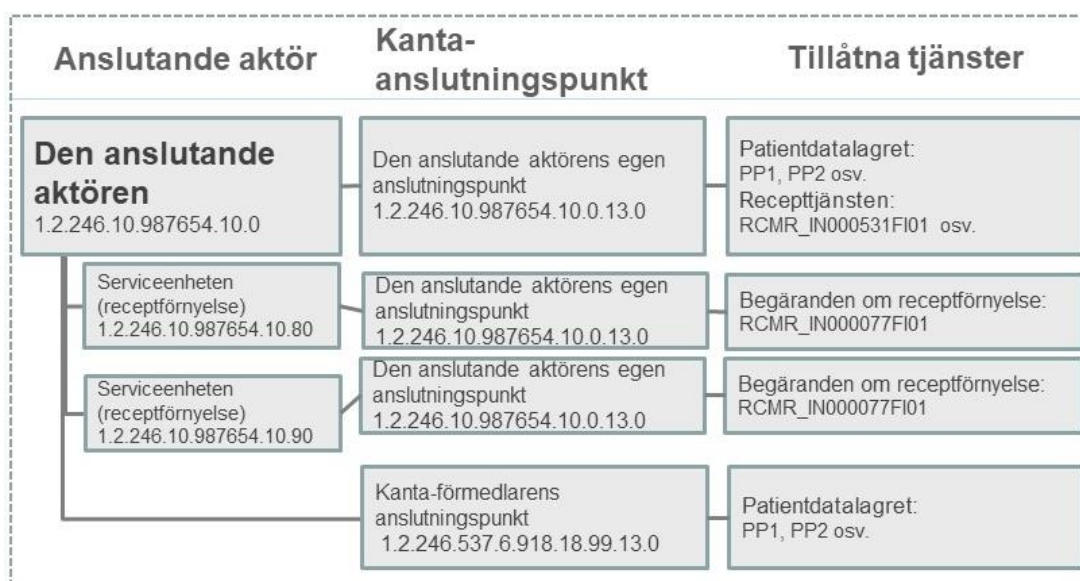 Anslutande aktör
Kanta-
anslutningspunkt
Tillåtna tjänster
Den anslutande
aktören
1.2.246.10.987654.10.0
Den anslutande aktörens egen
anslutningspunkt
1.2.246.10.987654.10.0.13.0
Patientdatalagret:
PP1, PP2 osv.
Recepttjänsten:
RCMR_IN000531FI01 osv.
Serviceenheten
(receptförnyelse)
1.2.246.10.987654.10.80
Den anslutande aktörens egen
anslutningspunkt
1.2.246.10.987654.10.0.13.0
Begäranden om receptförnyelse:
RCMR_IN000077FI01
Serviceenheten
(receptförnyelse)
1.2.246.10.987654.10.90
Den anslutande aktörens egen
anslutningspunkt
1.2.246.10.987654.10.0.13.0
Begäranden om receptförnyelse:
RCMR_IN000077FI01
Kanta-förmedlarens
anslutningspunkt
1.2.246.537.6.918.18.99.13.0
Patientdatalagret:
PP1, PP2 osv.